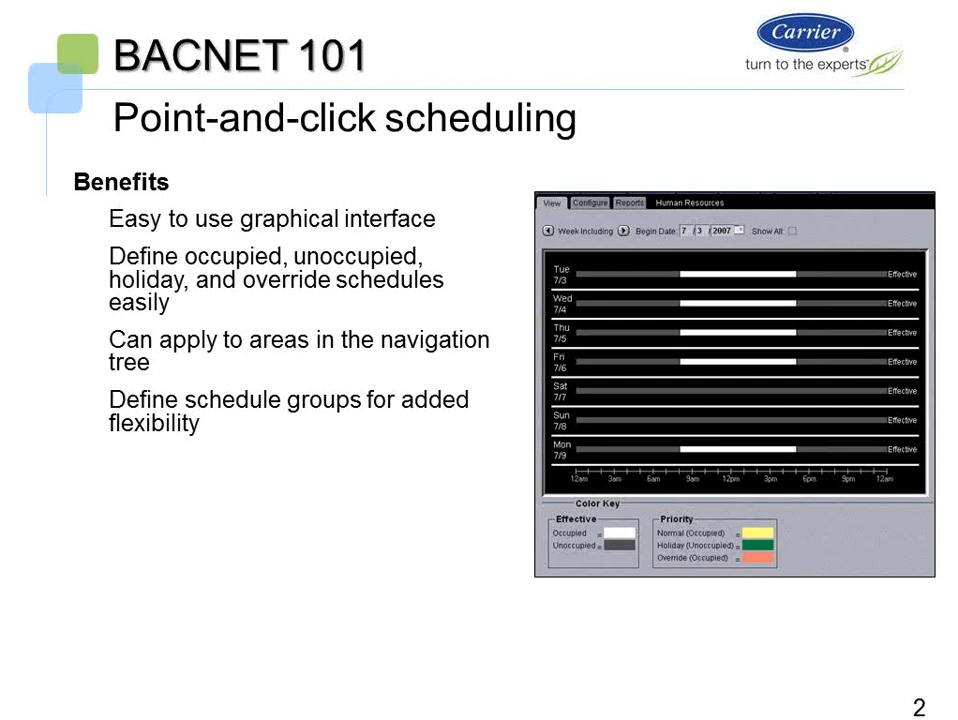 BACNET 101
Carrier
turn to the experts
Point-and-click scheduling
Benefits
Easy to use graphical interface
Define occupied, unoccupied,
holiday, and override schedules
easily
Can apply to areas in the navigation
tree
Define schedule groups for added
flexibility
View Configure Reports Human Resources
Week Including Begin Date: 7 / 3 / 2007 Show All:
Tue
7/3 Effective
Wed
7/4 Effective
Thu
7/5 Effective
Fri
7/6 Effective
Sat
7/7 Effective
Sun
7/8 Effective
Mon
7/9 Effective
12am 3am 6am 9am 12pm 3pm 6pm 9pm 12am
Color Key
Effective
Occupied =
Unoccupied =
Priority
Normal (Occupied) =
Holiday (Unoccupied) =
Override (Occupied) =
2